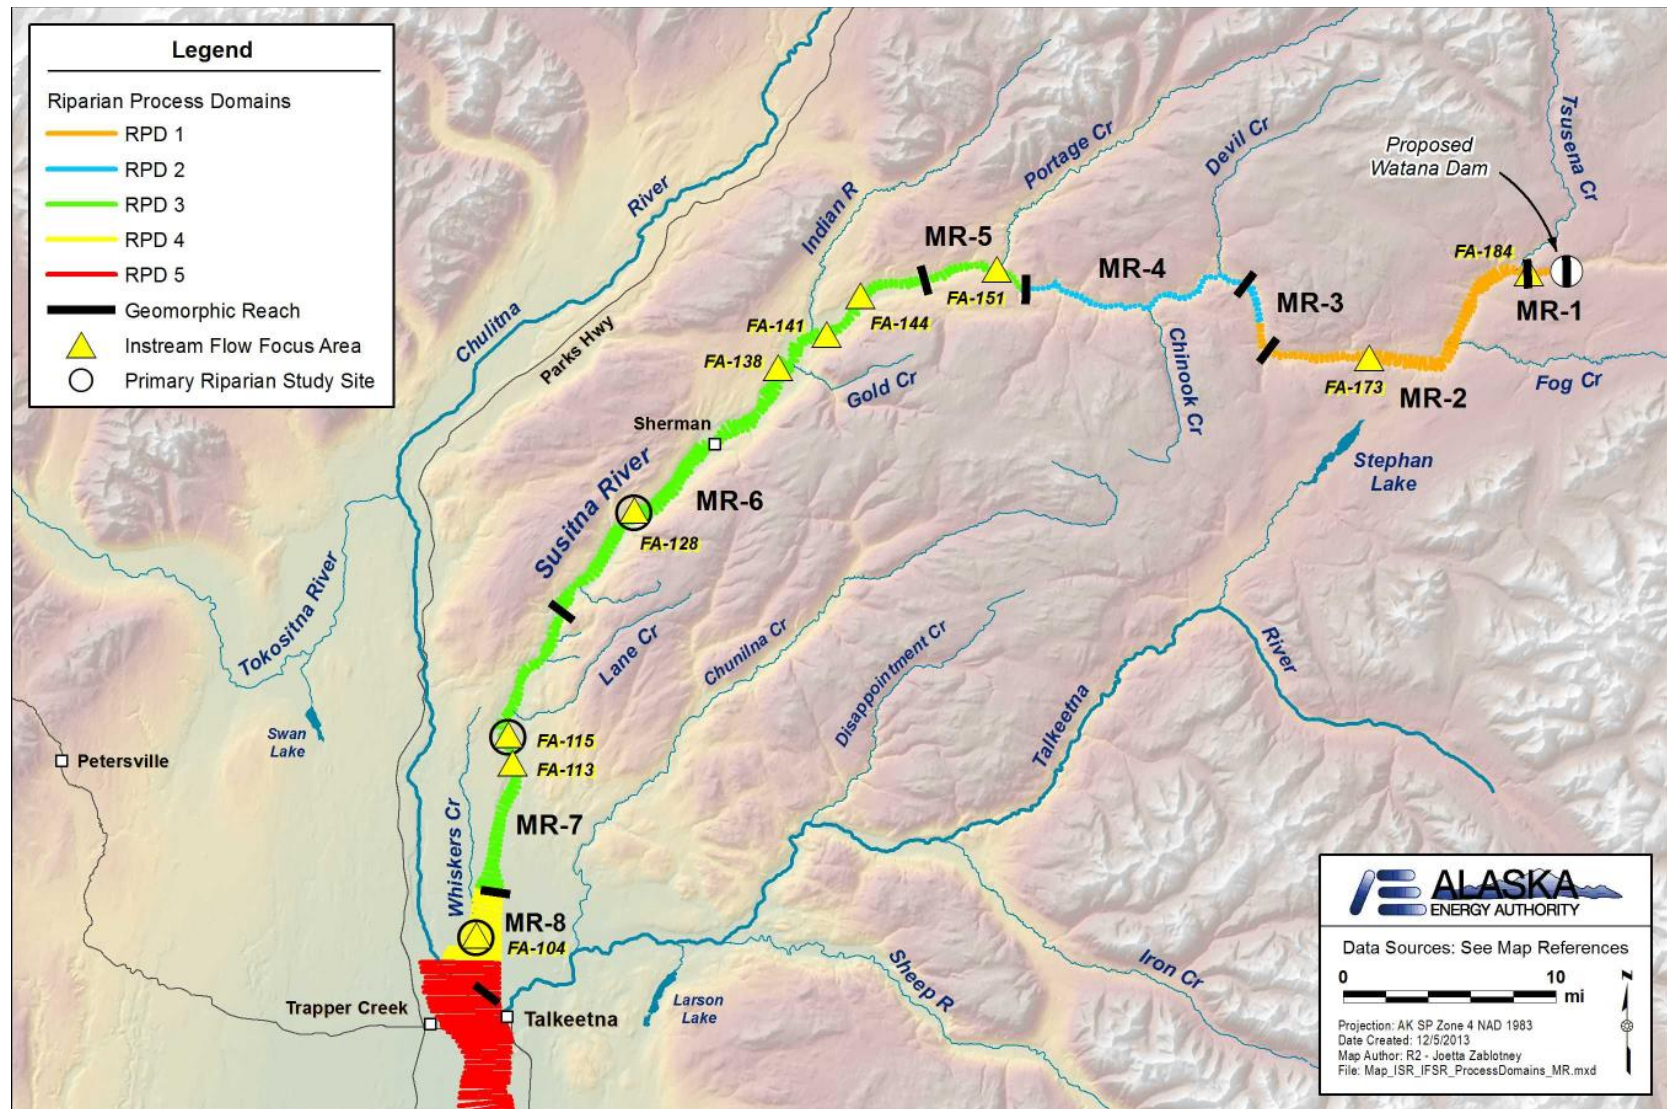 Legend
Riparian Process Domains
RPD 1
RPD 2
RPD 3
RPD 4
RPD 5
Geomorphic Reach
Instream Flow Focus Area
Primary Riparian Study Site
Chulitna
River
Parks Hwy
Indian R
Portage Cr
Devil Cr
Tsusena Cr
Proposed
Watana Dam
MR-5
MR-4
MR-3
FA-184
MR-1
FA-151
FA-144
FA-141
FA-138
Gold Cr
Chinook Cr
FA-173
MR-2
Fog Cr
Sherman
Stephan
Lake
MR-6
Susitna River
FA-128
Tokositna River
Lane Cr
Chunilna Cr
Disappointment Cr
River
Talkeetna
Swan
Lake
Petersville
FA-115
FA-113
MR-7
Whiskers Cr
MR-8
FA-104
Sheep R
Iron Cr
Trapper Creek
Talkeetna
Larson
Lake
ALASKA
ENERGY AUTHORITY
Data Sources: See Map References
0 10
mi
N
Projection: AK SP Zone 4 NAD 1983
Date Created: 12/5/2013
Map Author: R2 - Joetta Zablotney
File: Map_ISR_IFSR_ProcessDomains_MR.mxd